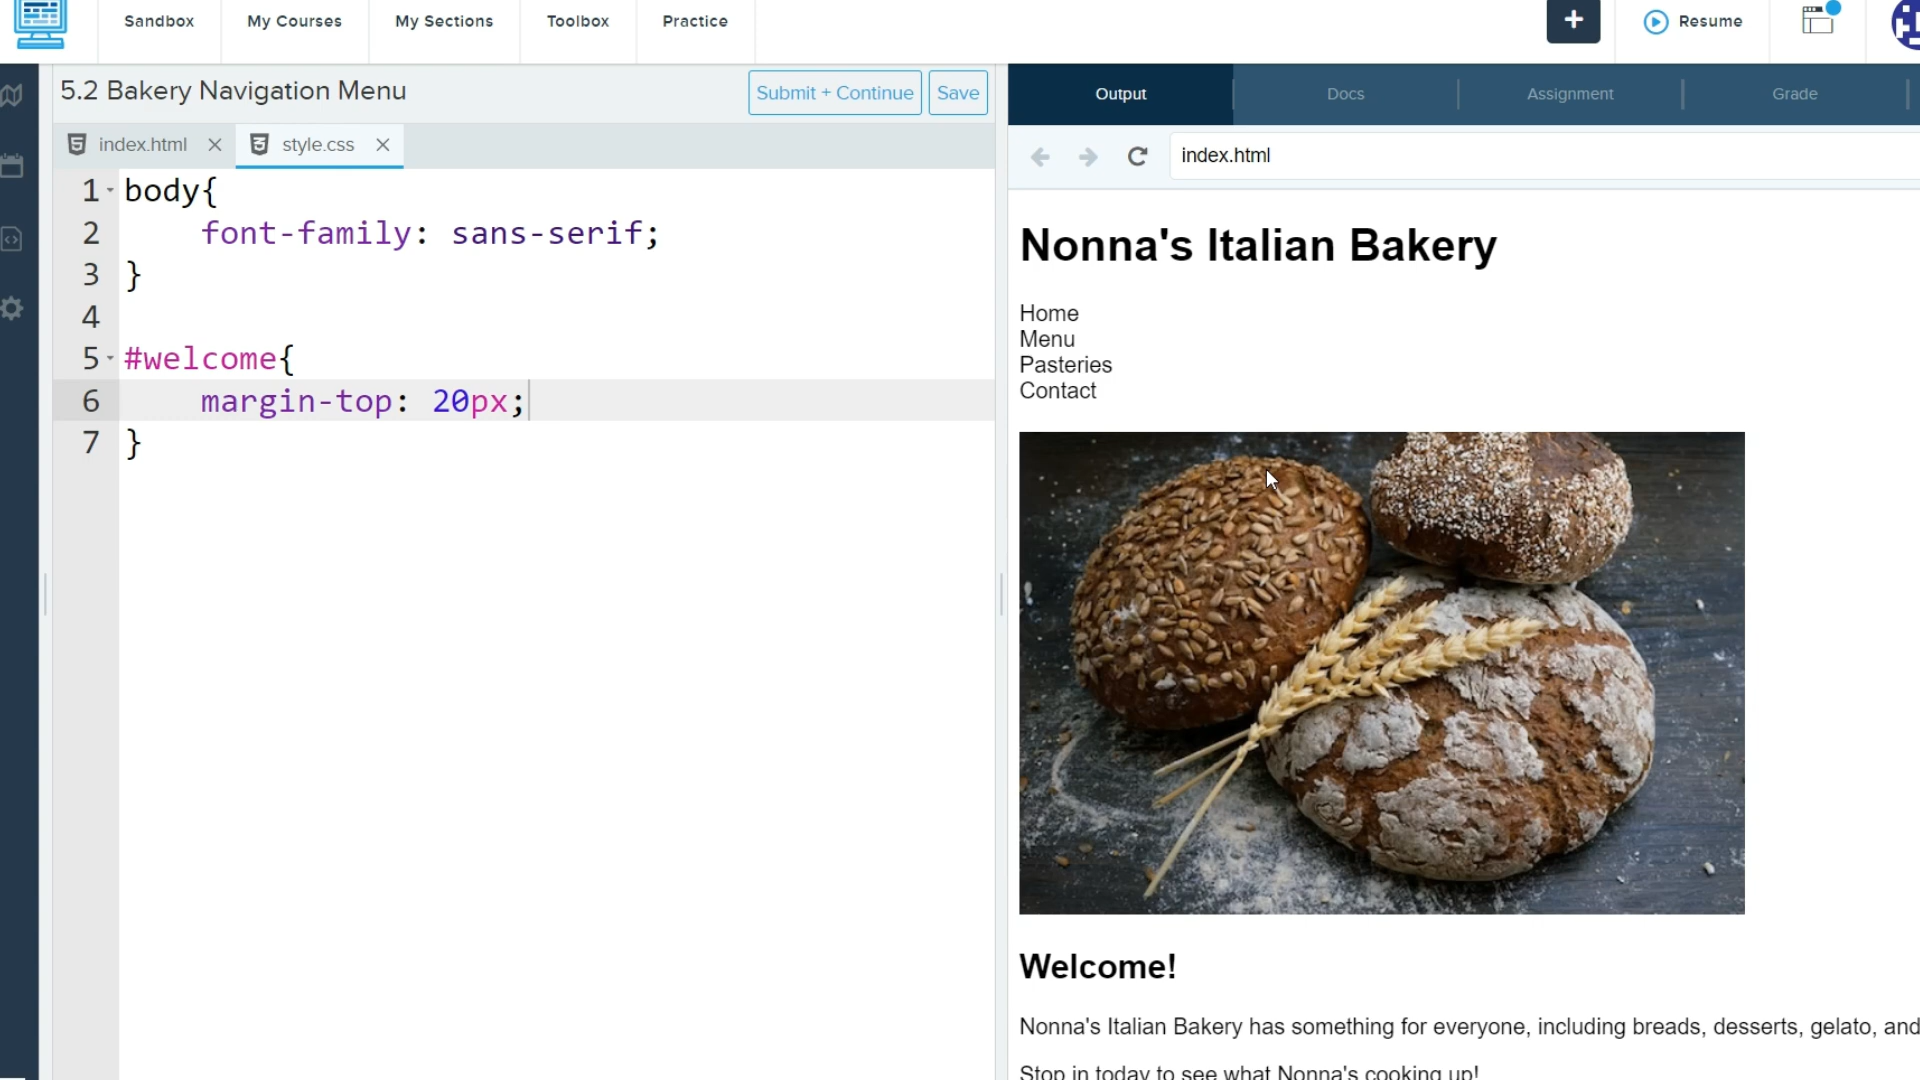 Sandbox
My Courses
My Sections
Toolbox
Practice
+
Resume
5.2 Bakery Navigation Menu
Submit + Continue
Save
Output
Docs
Assignment
Grade
index.html
style.css
index.html
1 body{
2 font-family: sans-serif;
3 }
4
5 #welcome{
6 margin-top: 20px;
7 }
Nonna's Italian Bakery
Home
Menu
Pasteries
Contact
Welcome!
Nonna's Italian Bakery has something for everyone, including breads, desserts, gelato, and
Stop in today to see what Nonna's cooking up!